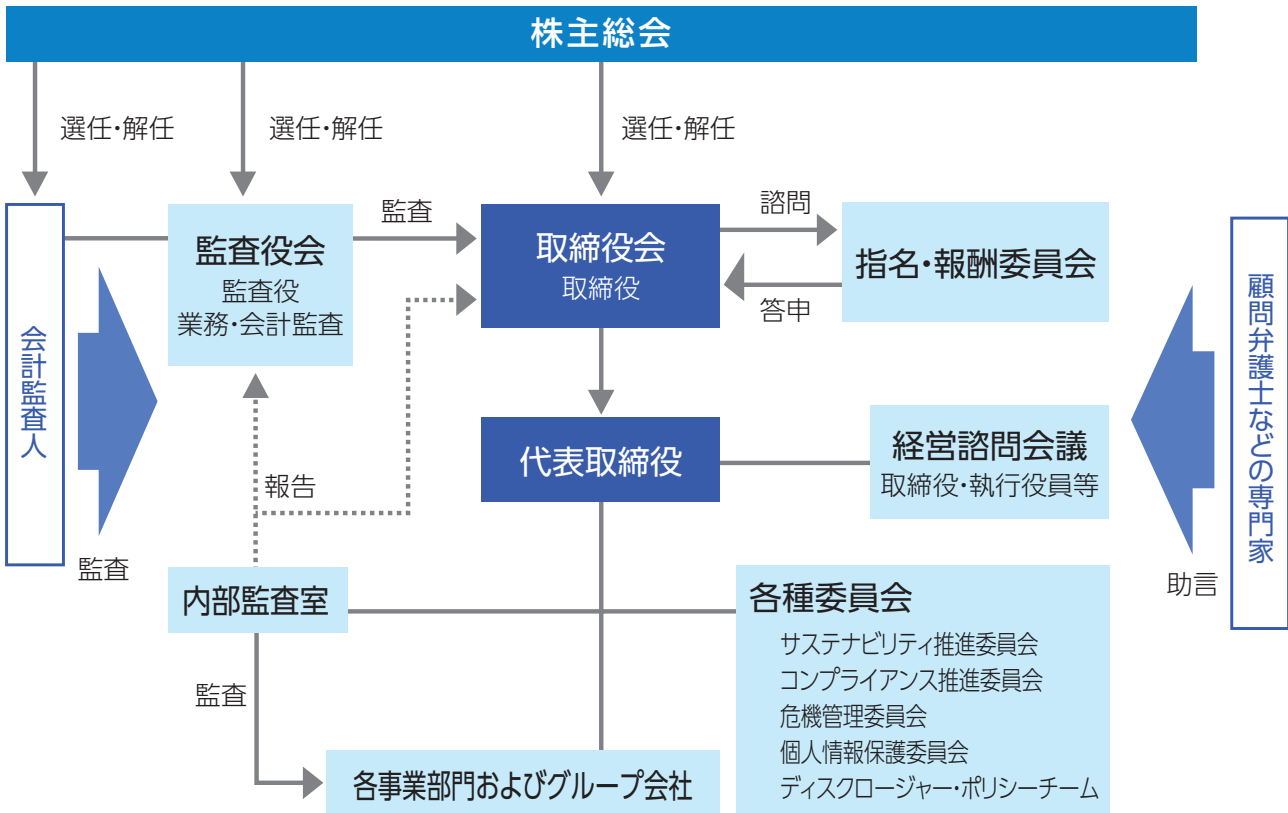 株主総会
選任・解任
選任・解任
選任・解任
会計監査人
監査
監査役会
監査役
業務・会計監査
監査
取締役会
取締役
諮問
答申
指名・報酬委員会
顧問弁護士などの専門家
助言
代表取締役
経営諮問会議
取締役・執行役員等
報告
内部監査室
監査
各種委員会
サステナビリティ推進委員会
コンプライアンス推進委員会
危機管理委員会
個人情報保護委員会
ディスクロージャー・ポリシーチーム
各事業部門およびグループ会社